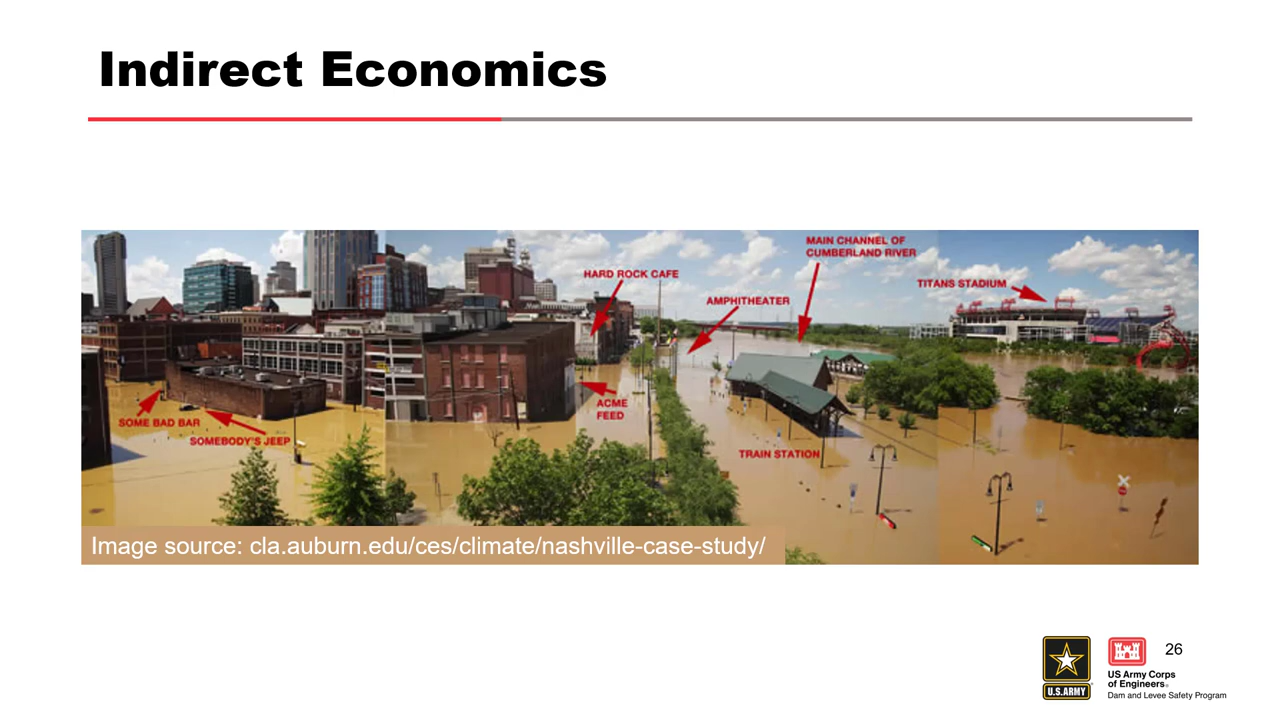 Indirect Economics
MAIN CHANNEL OF
CUMBERLAND RIVER
HARD ROCK CAFE
TITANS STADIUM
AMPHITHEATER
ACME
FEED
SOME BAD BAR
SOMEBODY'S JEEP
TRAIN STATION
Image source: cla.auburn.edu/ces/climate/nashville-case-study/
26
U.S.ARMY
US Army Corps
of Engineers®
Dam and Levee Safety Program